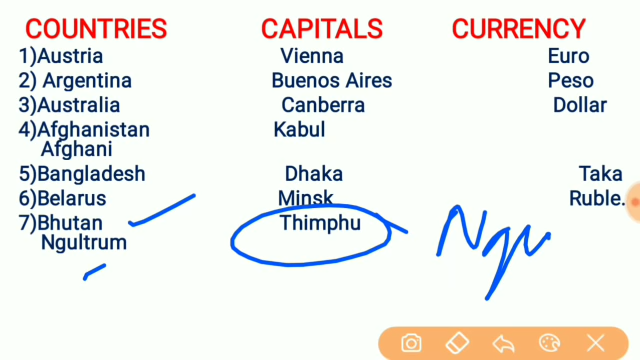 COUNTRIES CAPITALS CURRENCY
1)Austria Vienna Euro
2) Argentina Buenos Aires Peso
3)Australia Canberra Dollar
4)Afghanistan Kabul
Afghani
5)Bangladesh Dhaka Taka
6)Belarus Minsk Ruble.
7)Bhutan Thimphu
Ngultrum
Ngu